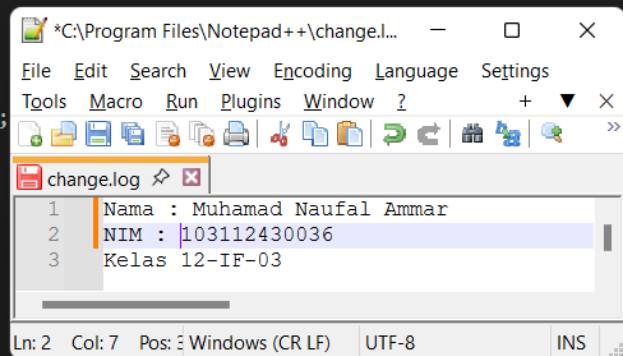 *C:\Program Files\Notepad++\change.l...
File Edit Search View Encoding Language Settings
Tools Macro Run Plugins Window ? + ▼ X
;
change.log
1 Nama : Muhamad Naufal Ammar
2 NIM : 103112430036
3 Kelas 12-IF-03
Ln: 2 Col: 7 Pos: Windows (CR LF) UTF-8 INS